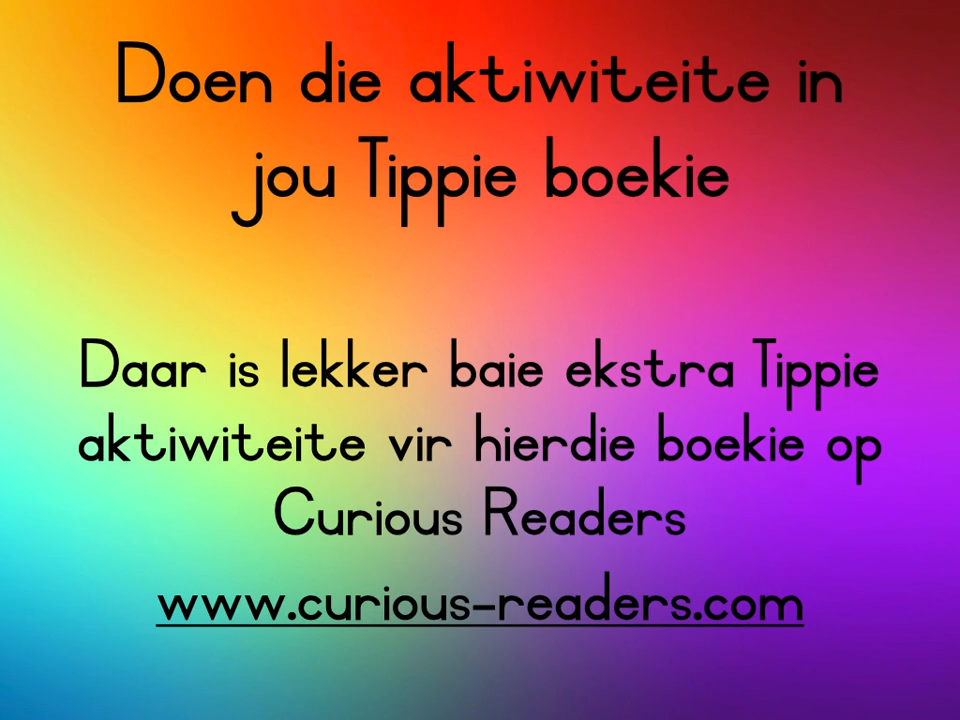 Doen die aktiwiteite in
jou Tippie boekie
Daar is lekker baie ekstra Tippie
aktiwiteite vir hierdie boekie op
Curious Readers
www.curious-readers.com